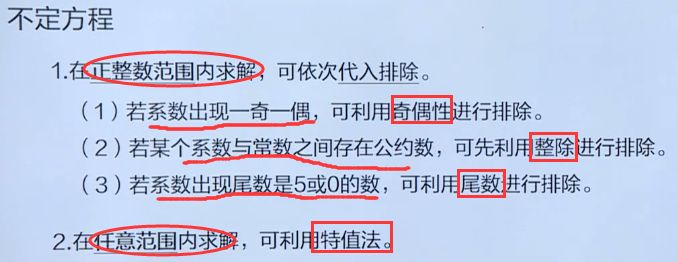 不定方程
1.在正整数范围内求解，可依次代入排除。
（1）若系数出现一奇一偶，可利用奇偶性进行排除。
（2）若某个系数与常数之间存在公约数，可先利用整除进行排除。
（3）若系数出现尾数是5或0的数，可利用尾数进行排除。
2.在任意范围内求解，可利用特值法。